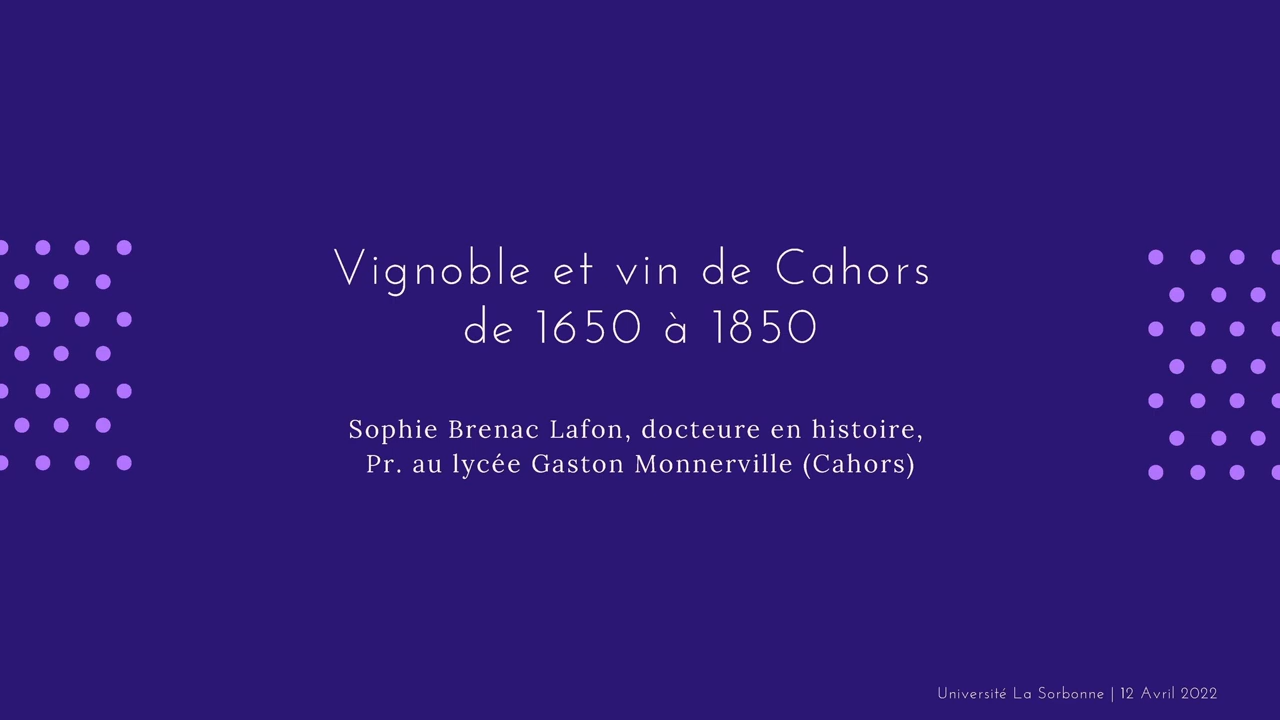 Vignoble et vin de Cahors
de 1650 à 1850
Sophie Brenac Lafon, docteure en histoire,
Pr. au lycée Gaston Monnerville (Cahors)
Université La Sorbonne | 12 Avril 2022